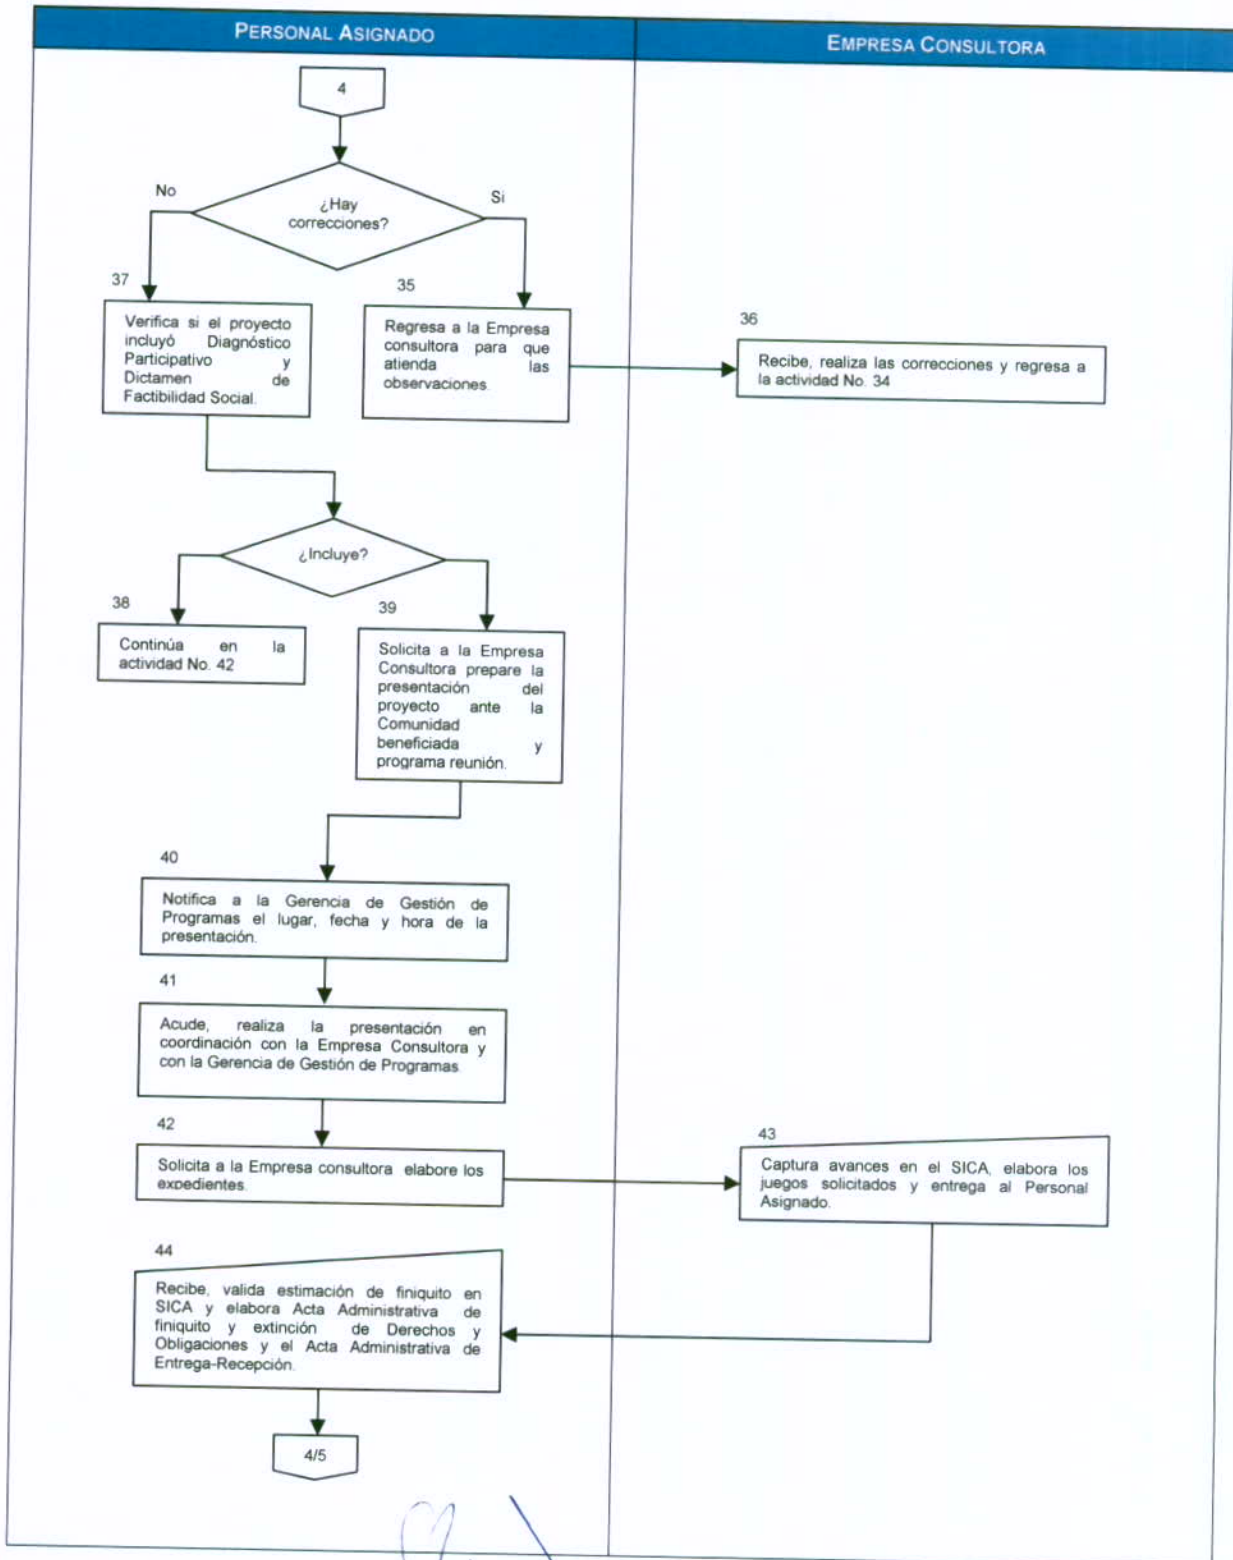 PERSONAL ASIGNADO
EMPRESA CONSULTORA
4
No
¿Hay
correcciones?
Si
37
Verifica si el proyecto
incluyó Diagnóstico
Participativo y
Dictamen de
Factibilidad Social.
35
Regresa a la Empresa
consultora para que
atienda las
observaciones.
36
Recibe, realiza las correcciones y regresa a
la actividad No. 34
¿Incluye?
38
Continúa en la
actividad No. 42
39
Solicita a la Empresa
Consultora prepare la
presentación del
proyecto ante la
Comunidad
beneficiada y
programa reunión.
40
Notifica a la Gerencia de Gestión de
Programas el lugar, fecha y hora de la
presentación.
41
Acude, realiza la presentación en
coordinación con la Empresa Consultora y
con la Gerencia de Gestión de Programas.
42
Solicita a la Empresa consultora elabore los
expedientes.
43
Captura avances en el SICA, elabora los
juegos solicitados y entrega al Personal
Asignado.
44
Recibe, valida estimación de finiquito en
SICA y elabora Acta Administrativa de
finiquito y extinción de Derechos y
Obligaciones y el Acta Administrativa de
Entrega-Recepción.
4/5